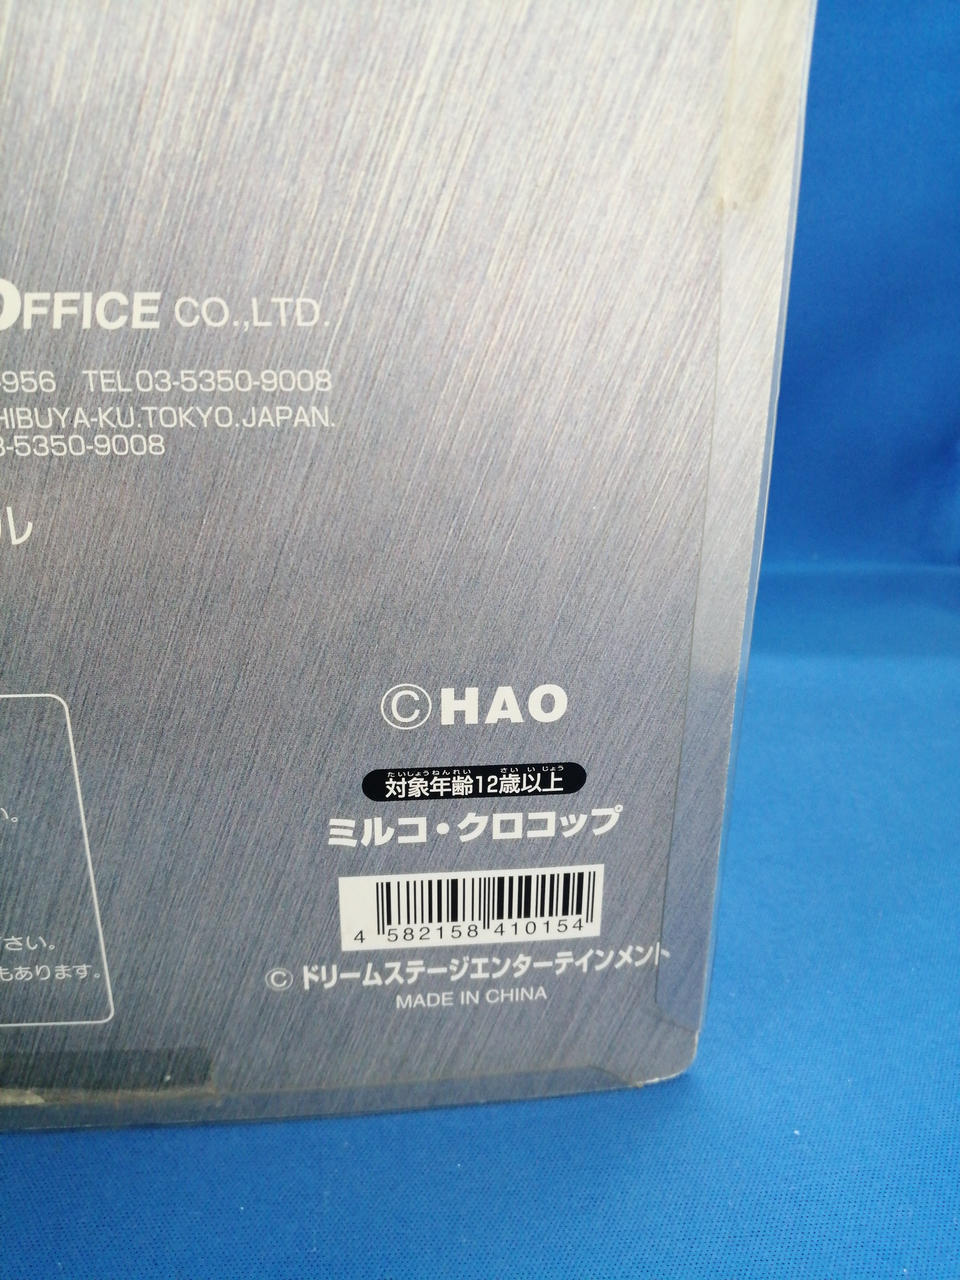 OFFICE CO.,LTD.
-956 TEL03-5350-9008
HIBUYA-KU.TOKYO.JAPAN.
3-5350-9008
ル
©HAO
たいしょうねんれい さい いじょう
対象年齢12歳以上
ミルコ・クロコップ
い。
4 582158 410154
さい。
もあります。
© ドリームステージエンターテインメント
MADE IN CHINA